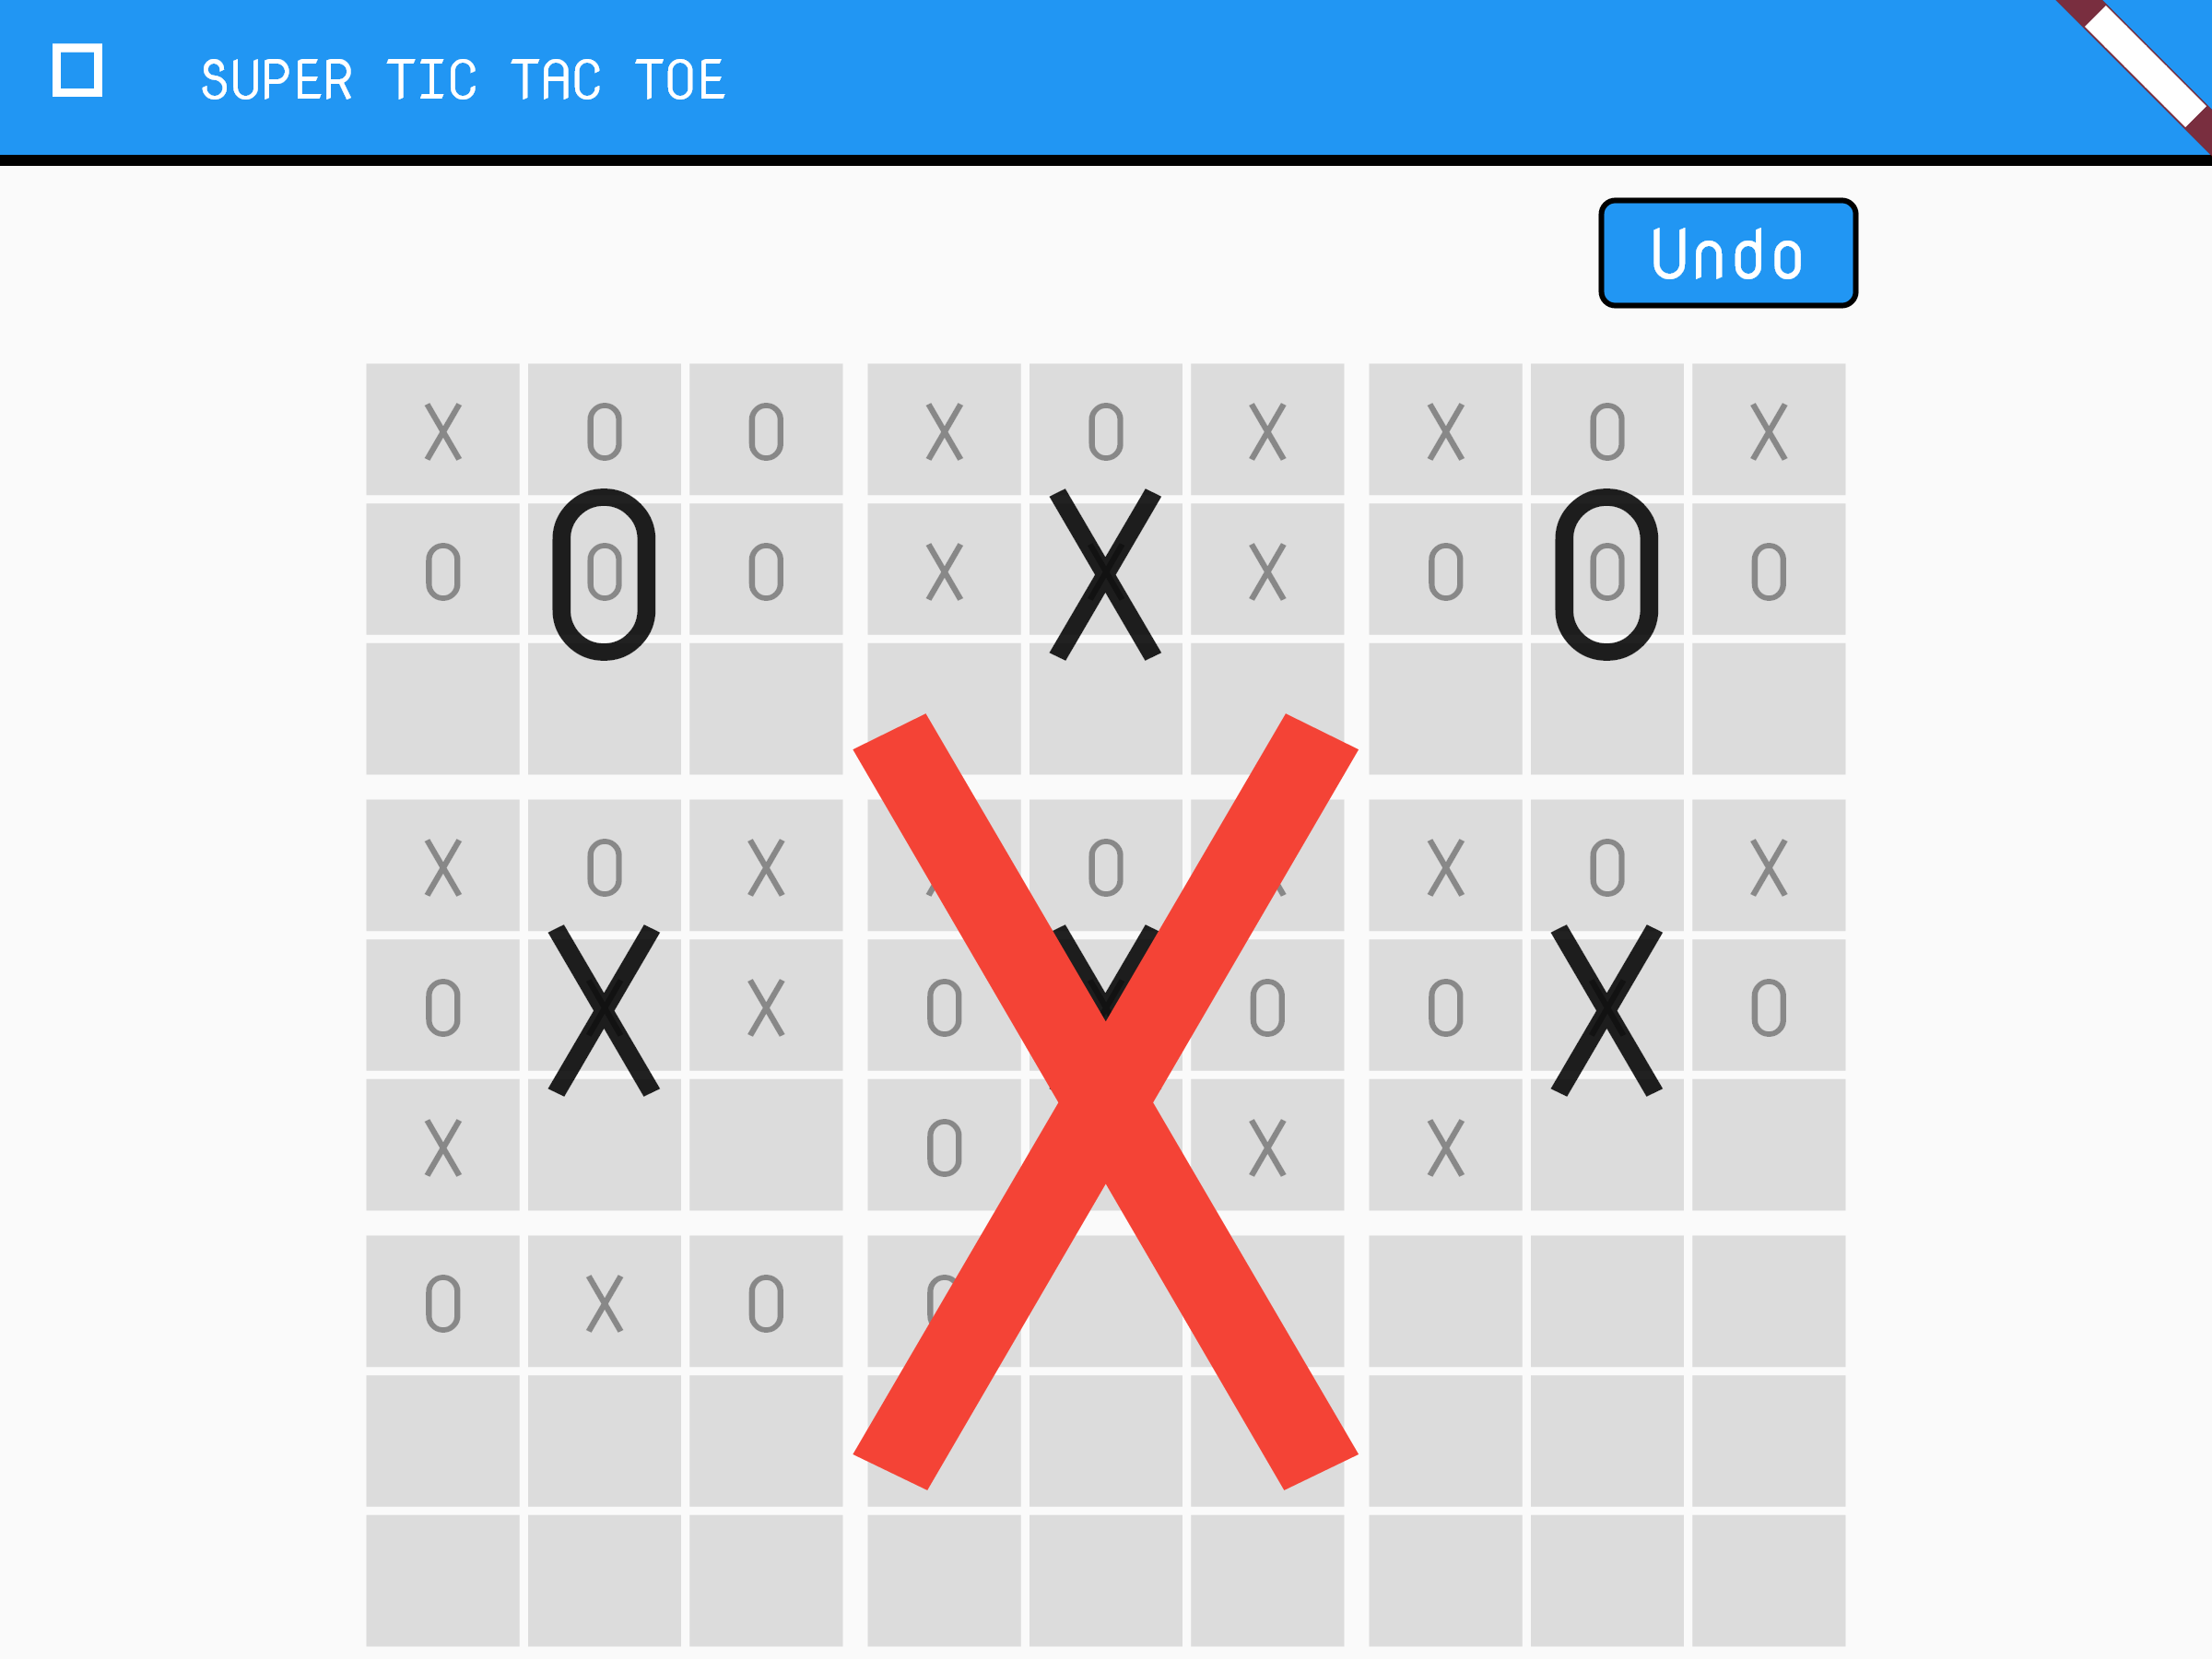 SUPER TIC TAC TOE
Undo
X O O X O X X O X
O O O X X X O O O
O X O
X O X O X O X
O X X O O O X O
X O X X
O X O O
X